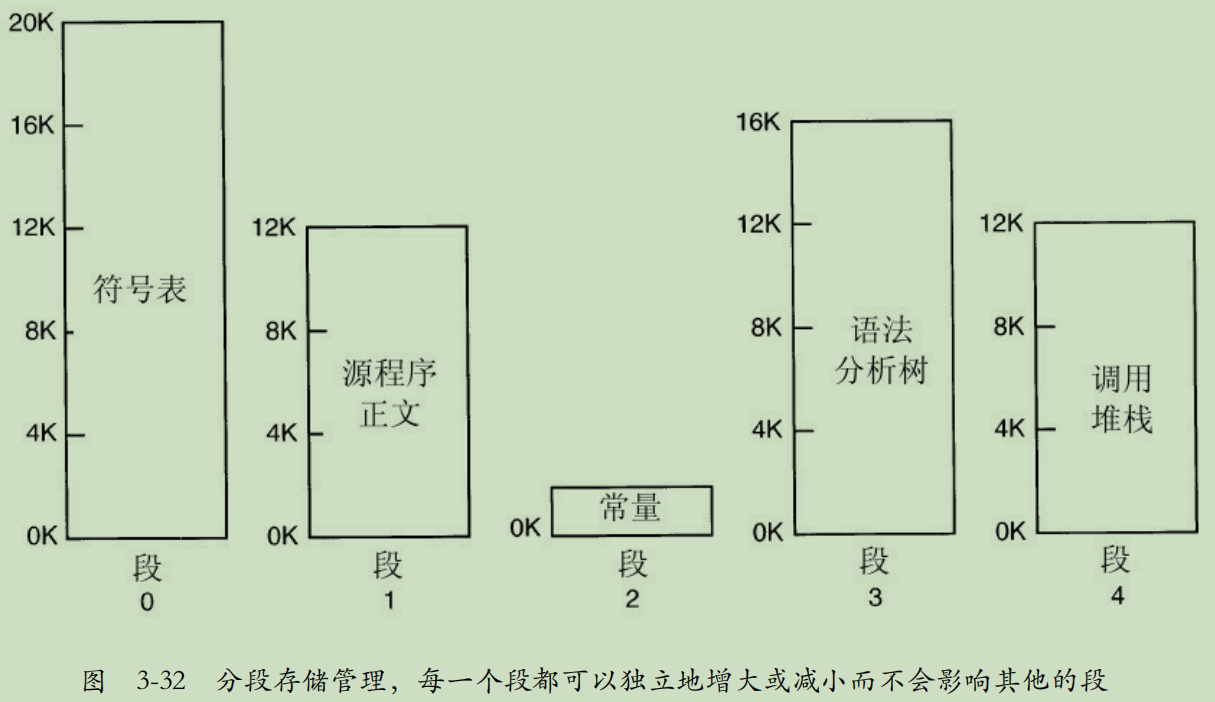 20K
16K
12K
8K
4K
0K
符号表
段
0
12K
8K
4K
0K
源程序
正文
段
1
0K
常量
段
2
16K
12K
8K
4K
0K
语法
分析树
段
3
12K
8K
4K
0K
调用
堆栈
段
4
图 3-32 分段存储管理，每一个段都可以独立地增大或减小而不会影响其他的段